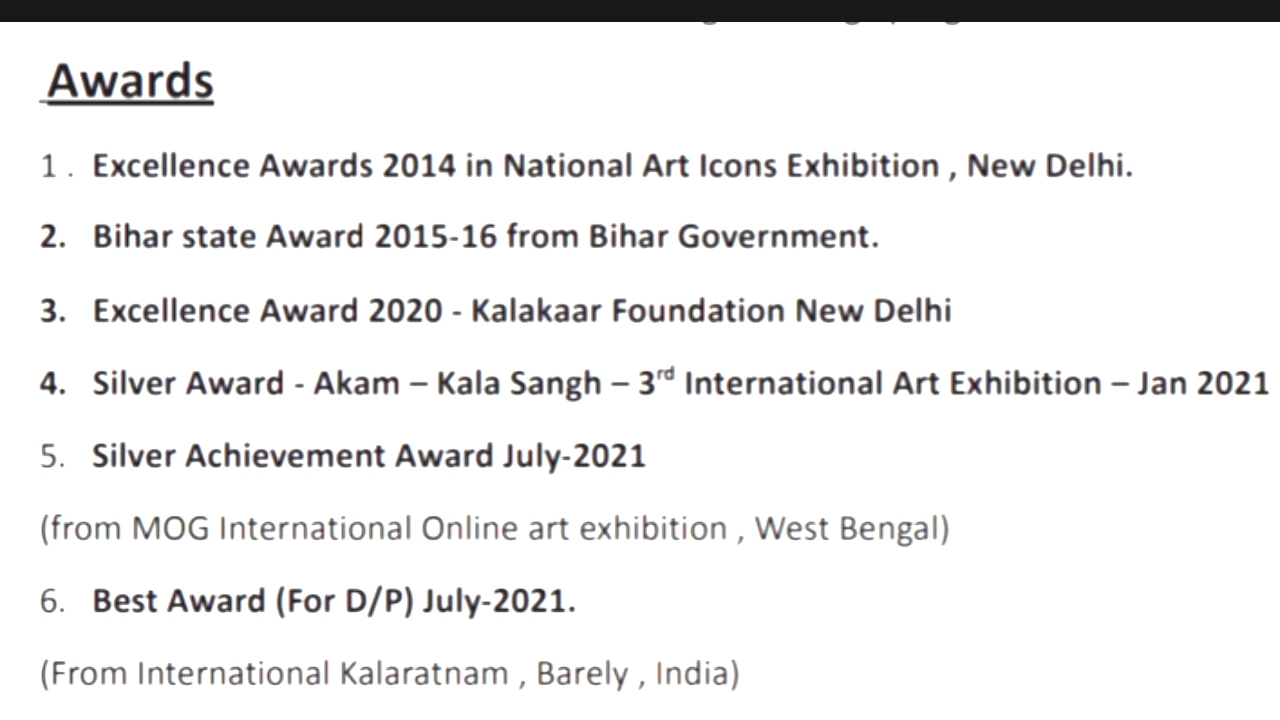 Awards
1 . Excellence Awards 2014 in National Art Icons Exhibition , New Delhi.
2. Bihar state Award 2015-16 from Bihar Government.
3. Excellence Award 2020 - Kalakaar Foundation New Delhi
4. Silver Award - Akam – Kala Sangh – 3rd International Art Exhibition – Jan 2021
5. Silver Achievement Award July-2021
(from MOG International Online art exhibition , West Bengal)
6. Best Award (For D/P) July-2021.
(From International Kalaratnam , Barely , India)